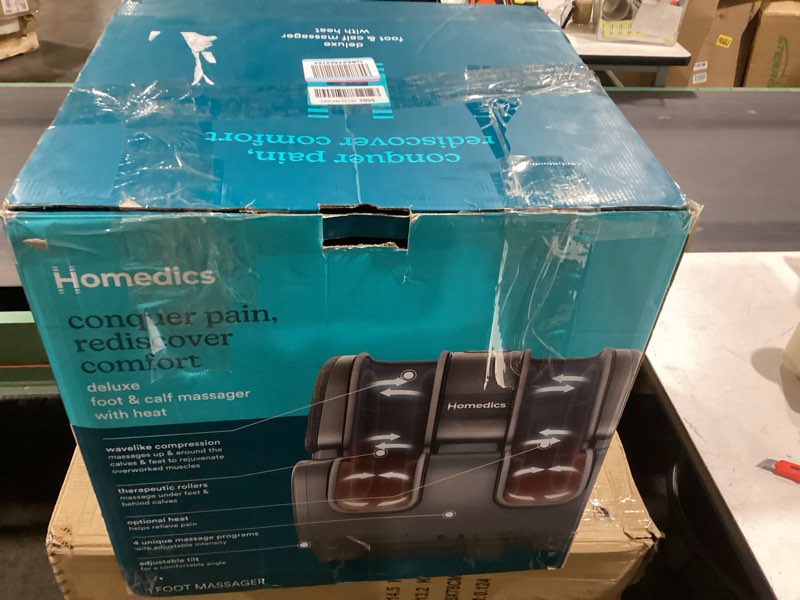 deluxe
foot & calf massager
with heat
conquer pain,
rediscover comfort
Homedics
conquer pain,
rediscover
comfort
deluxe
foot & calf massager
with heat
Homedics
wavelike compression
massages up & around the
calves & feet to rejuvenate
overworked muscles
therapeutic rollers
massage under feet &
behind calves
optional heat
helps relieve pain
4 unique massage programs
with adjustable intensity
adjustable tilt
for a comfortable angle
FOOT MASSAGER